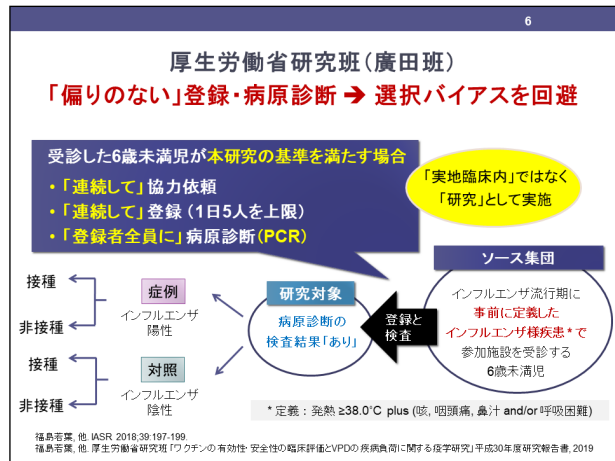 6
厚生労働省研究班(廣田班)
「偏りのない」登録・病原診断 ➔ 選択バイアスを回避
受診した6歳未満児が本研究の基準を満たす場合
・「連続して」協力依頼
・「連続して」登録 (1日5人を上限)
・「登録者全員に」病原診断(PCR)
「実地臨床内」ではなく
「研究」として実施
ソース集団
インフルエンザ流行期に
事前に定義した
インフルエンザ様疾患*で
参加施設を受診する
6歳未満児
登録と
検査
研究対象
病原診断の
検査結果「あり」
接種
非接種
症例
インフルエンザ
陽性
接種
非接種
対照
インフルエンザ
陰性
* 定義:発熱 ≥38.0°C plus (咳, 咽頭痛, 鼻汁 and/or 呼吸困難)
福島若葉, 他. IASR 2018;39:197-199.
福島若葉, 他. 厚生労働省研究班「ワクチンの有効性・安全性の臨床評価とVPDの疾病負荷に関する疫学研究」平成30年度研究報告書, 2019